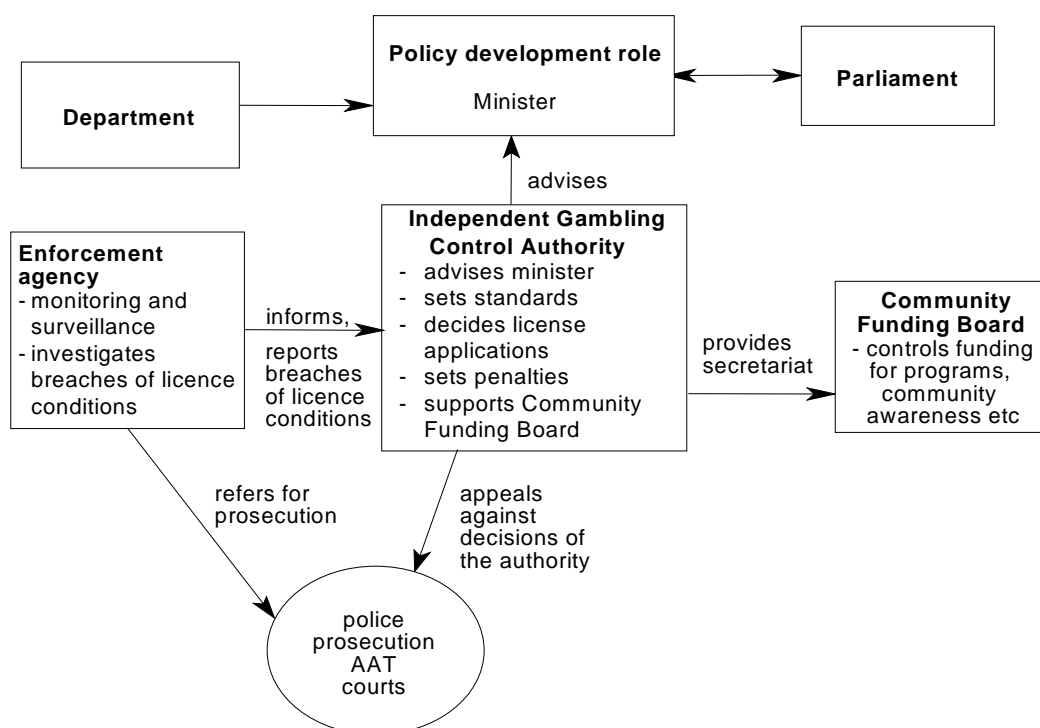 Policy development role
Minister
Department
Parliament
advises
Independent Gambling
Control Authority
- advises minister
- sets standards
- decides license
applications
- sets penalties
- supports Community
Funding Board
Enforcement
agency
- monitoring and
surveillance
- investigates
breaches of licence
conditions
informs,
reports
breaches
of licence
conditions
provides
secretariat
Community
Funding Board
- controls funding
for programs,
community
awareness etc
refers for
prosecution
appeals
against
decisions of
the authority
police
prosecution
AAT
courts